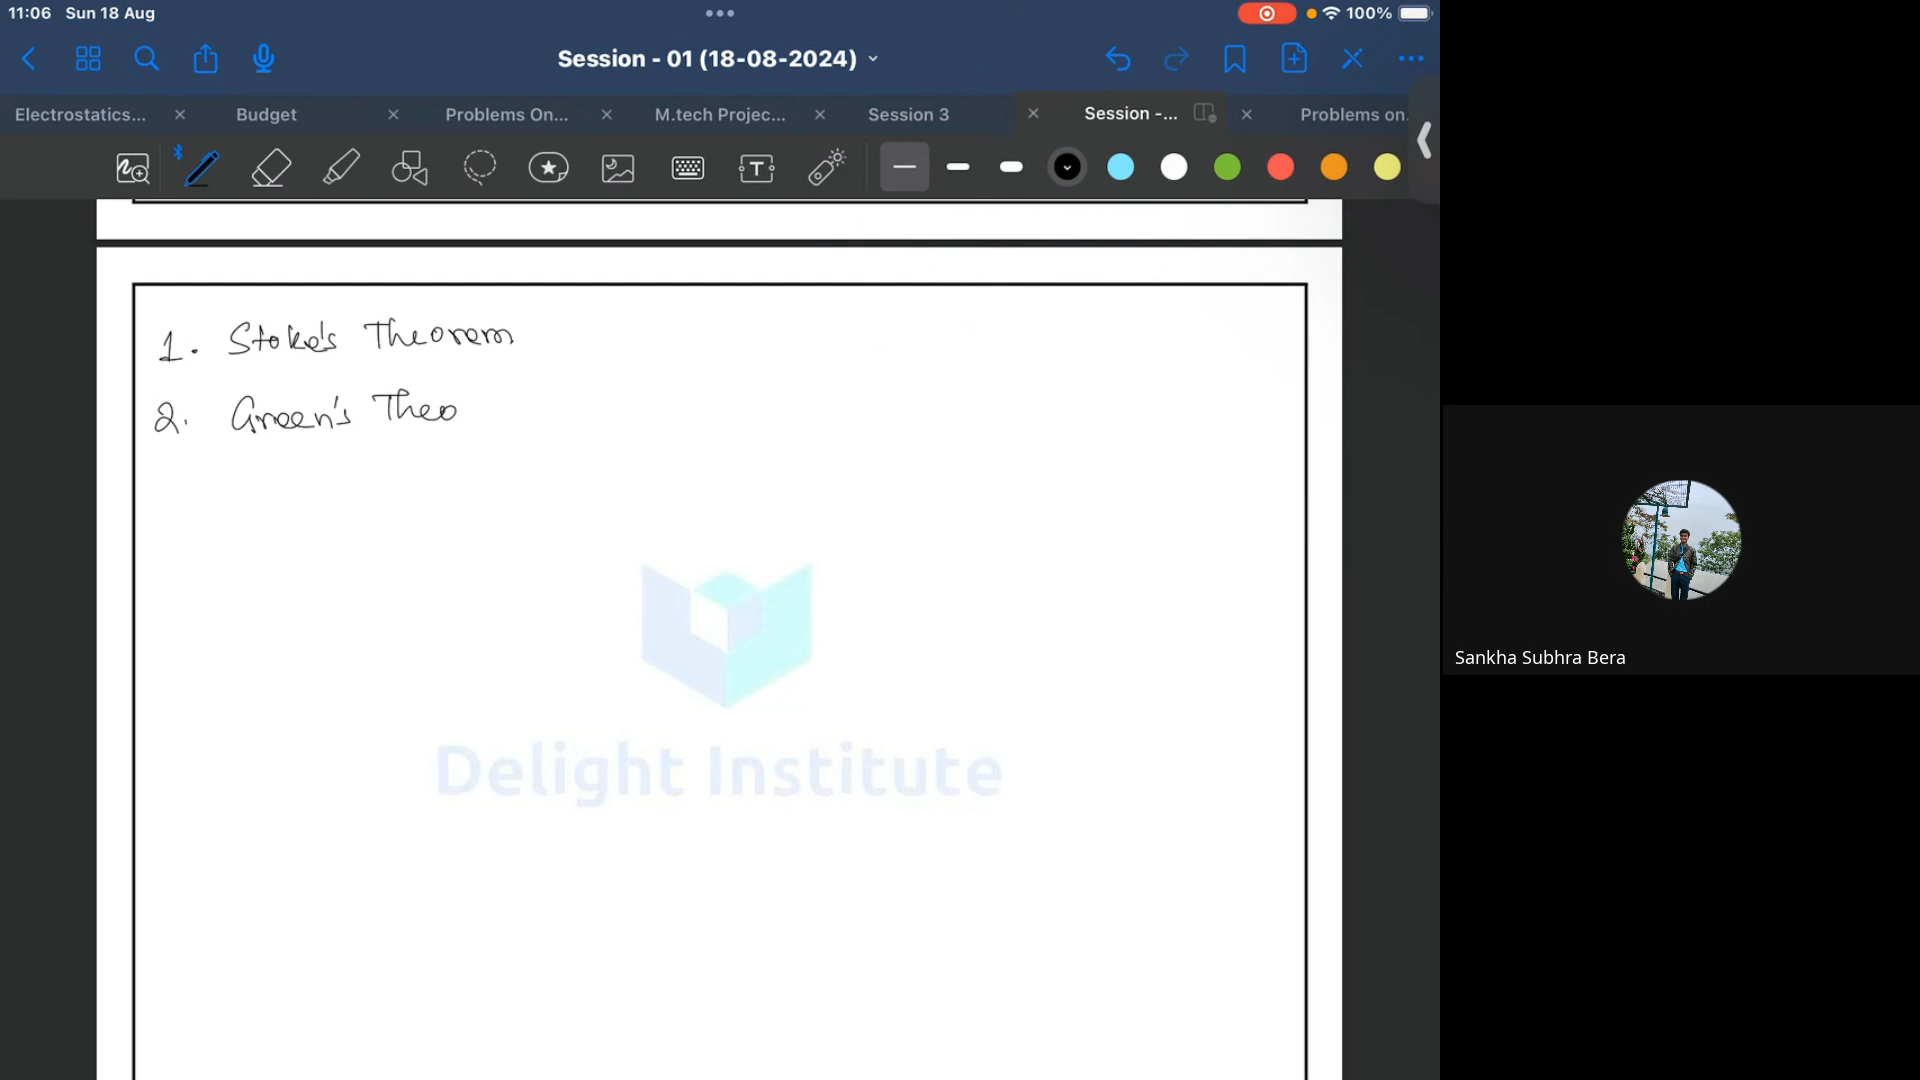 11:06 Sun 18 Aug
100%
Session - 01 (18-08-2024)
Electrostatics...
Budget
Problems On...
M.tech Projec...
Session 3
Session -...
Problems on.
1. Stoke's Theorem
2. Green's Theo
Delight Institute
Sankha Subhra Bera